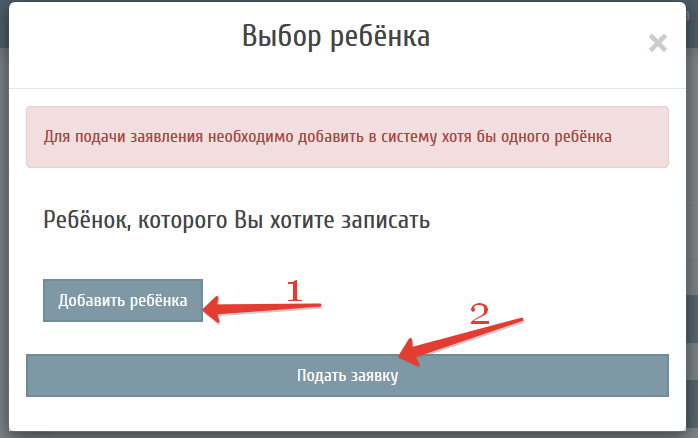 Выбор ребёнка
×
Для подачи заявления необходимо добавить в систему хотя бы одного ребёнка
Ребёнок, которого Вы хотите записать
Добавить ребёнка
1
2
Подать заявку